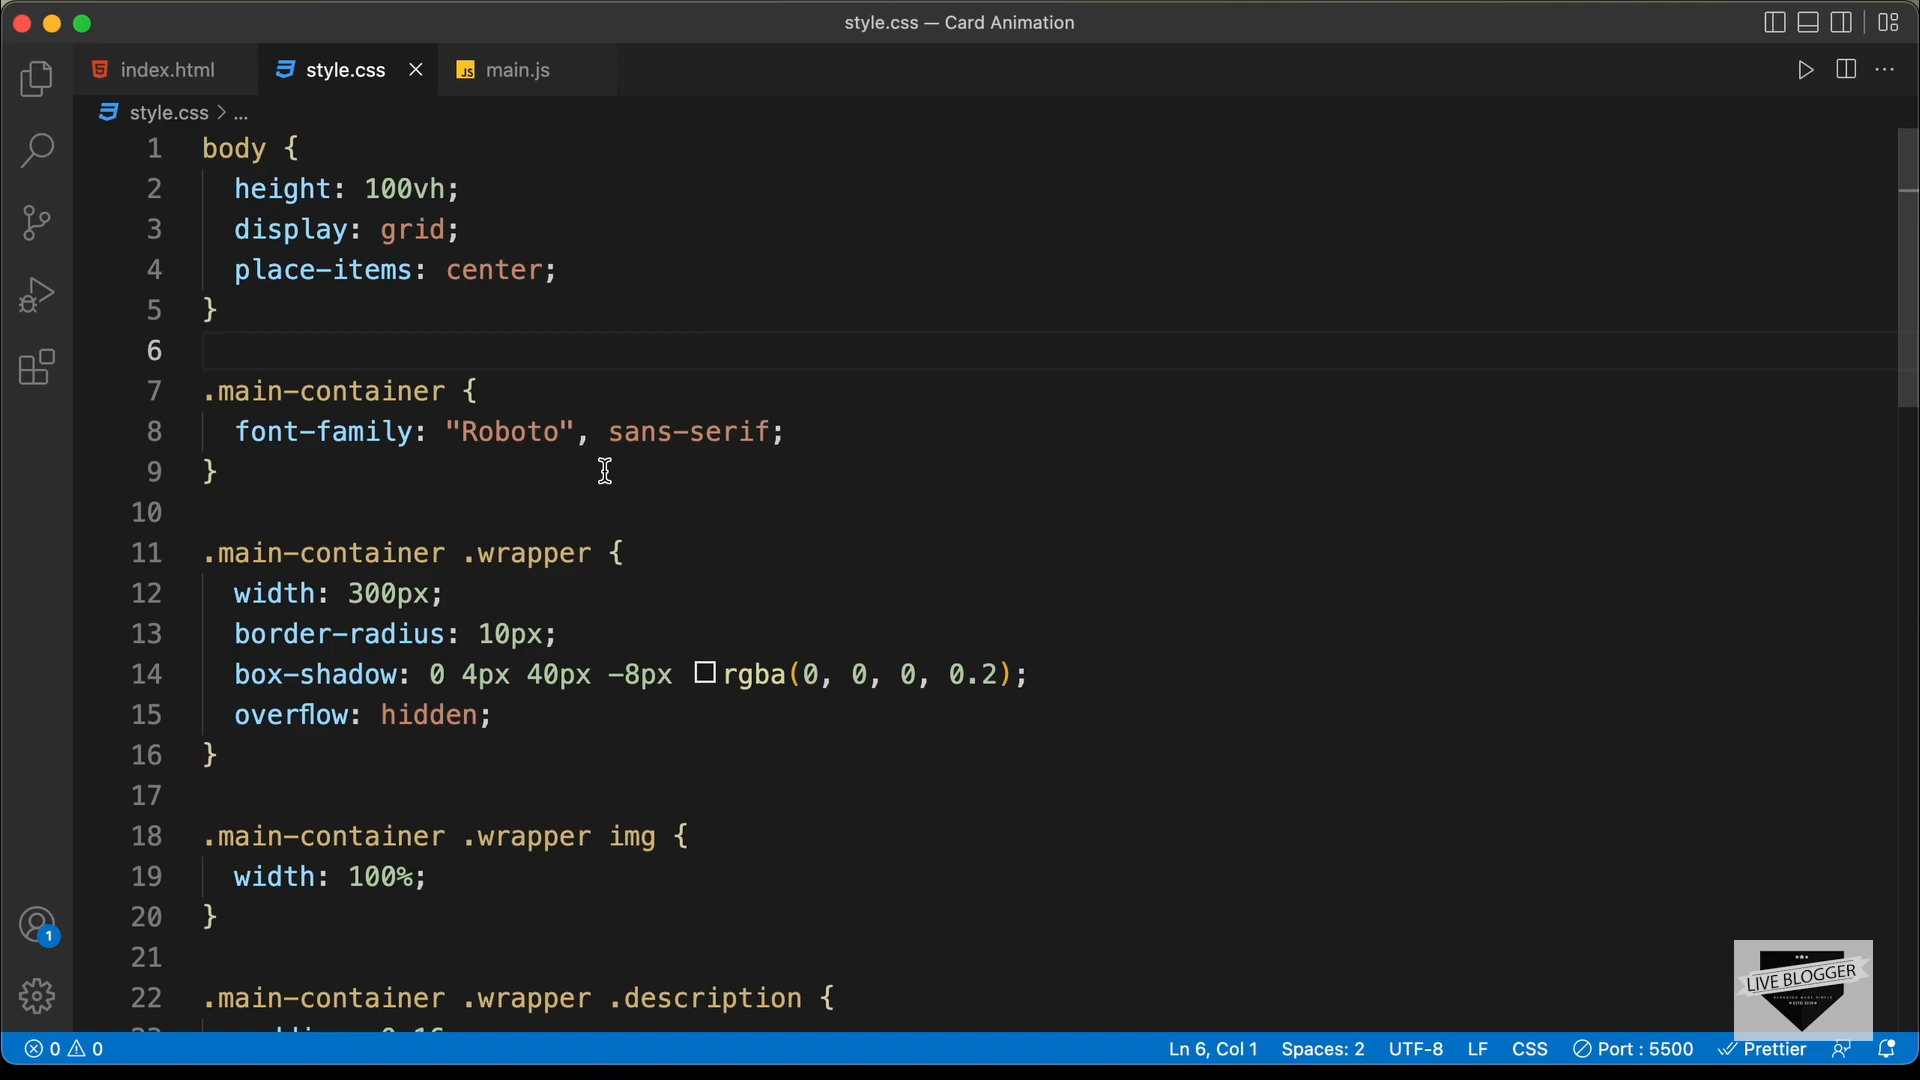 style.css — Card Animation
index.html
style.css
JS main.js
style.css > ...
1 body {
2 height: 100vh;
3 display: grid;
4 place-items: center;
5 }
6
7 .main-container {
8 font-family: "Roboto", sans-serif;
9 }
10
11 .main-container .wrapper {
12 width: 300px;
13 border-radius: 10px;
14 box-shadow: 0 4px 40px -8px rgba(0, 0, 0, 0.2);
15 overflow: hidden;
16 }
17
18 .main-container .wrapper img {
19 width: 100%;
20 }
21
22 .main-container .wrapper .description {
1
LIVE BLOGGER
0 0
Ln 6, Col 1 Spaces: 2 UTF-8 LF CSS Port : 5500 Prettier